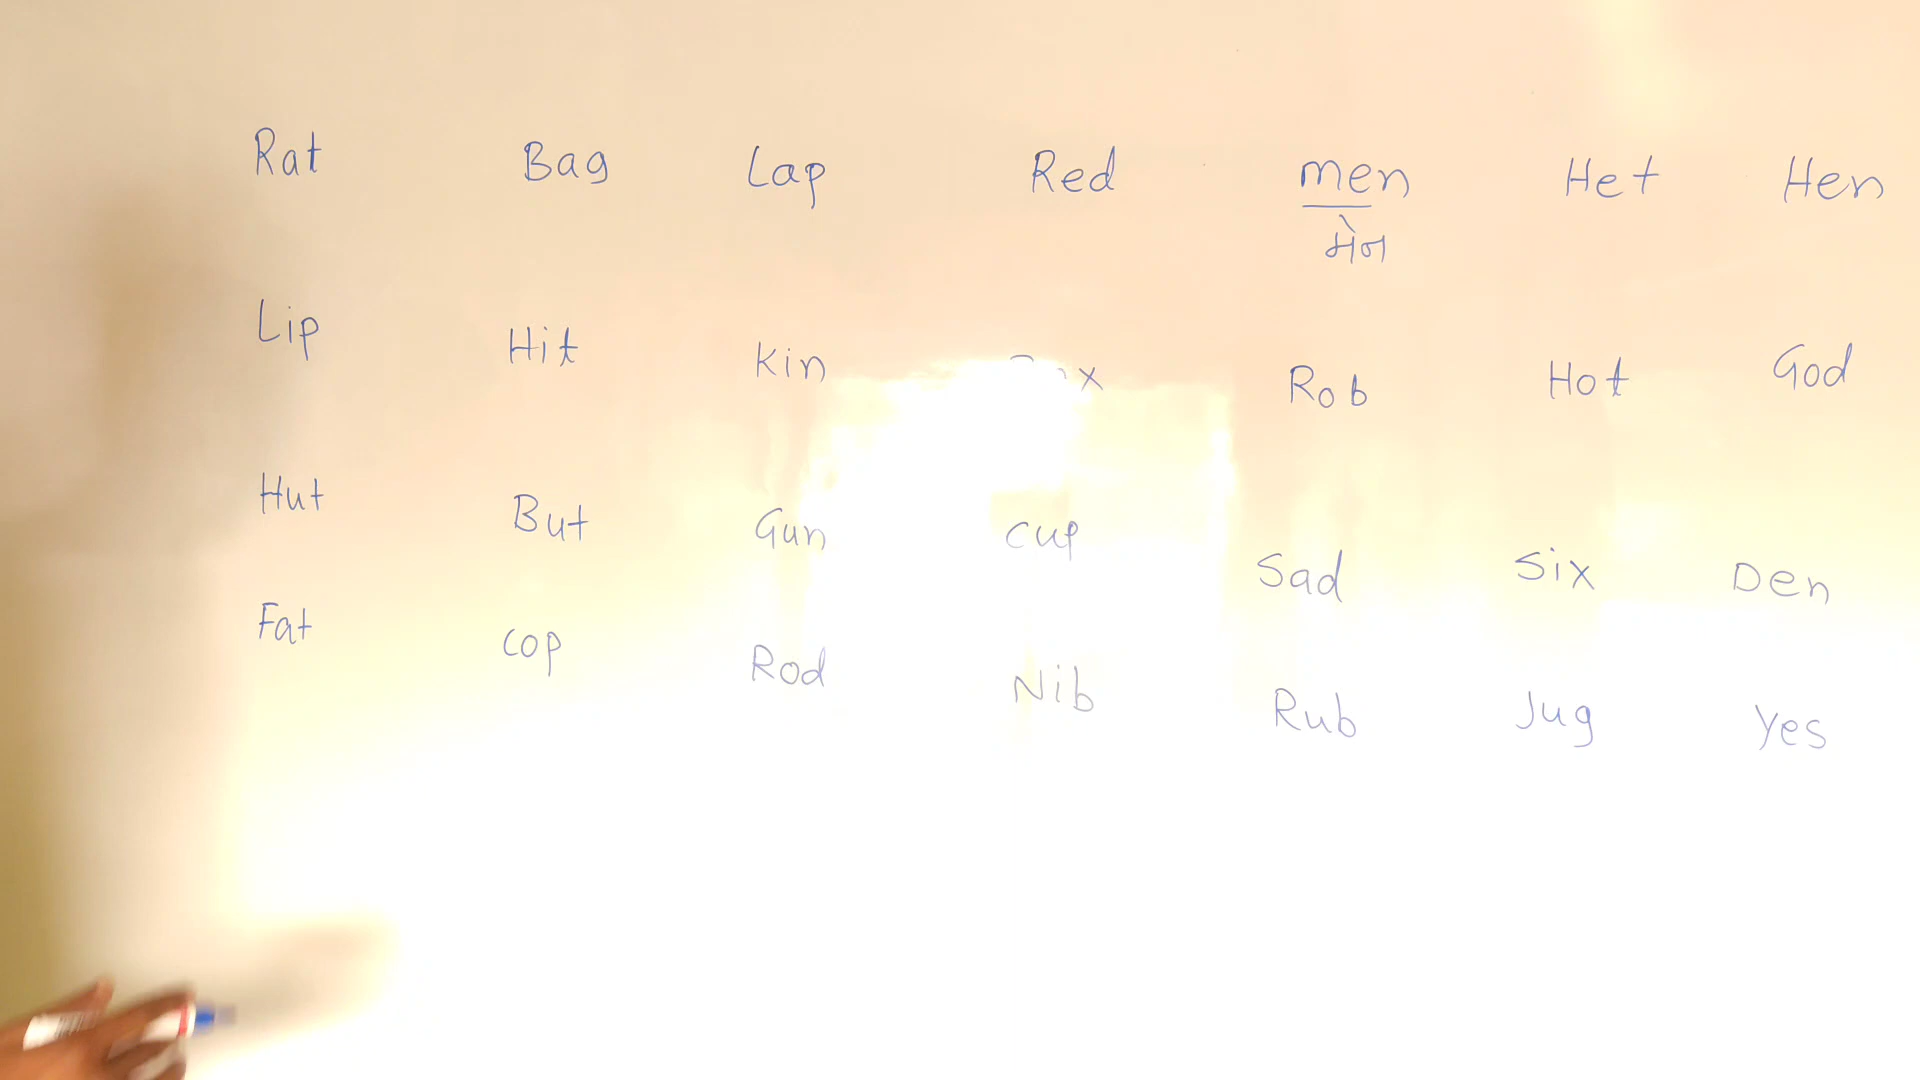 Rat Bag Lap Red men Het Hen
મેન
Lip Hit Kin Rob Hot God
Hut But Gun Cup Sad Six Den
Fat Cop Rod Nib Rub Jug Yes